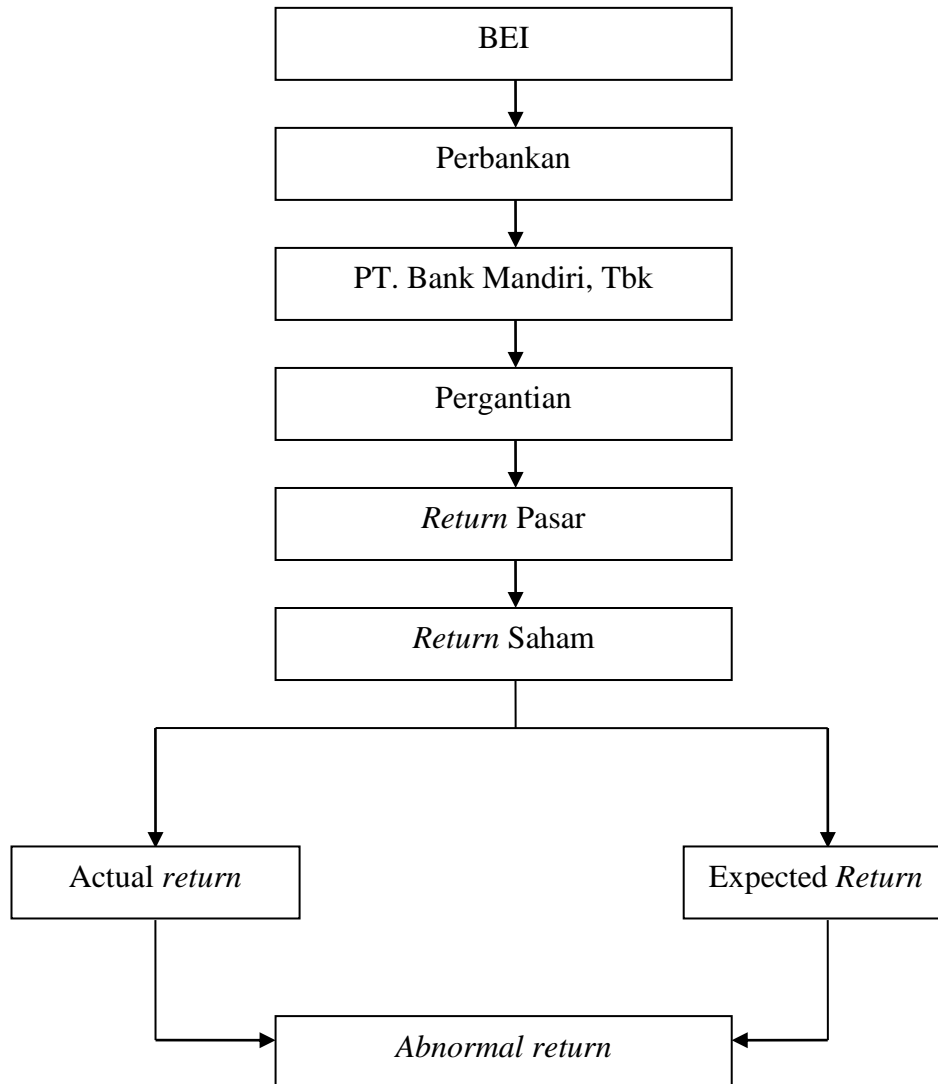 BEI
Perbankan
PT. Bank Mandiri, Tbk
Pergantian
Return Pasar
Return Saham
Actual return
Expected Return
Abnormal return